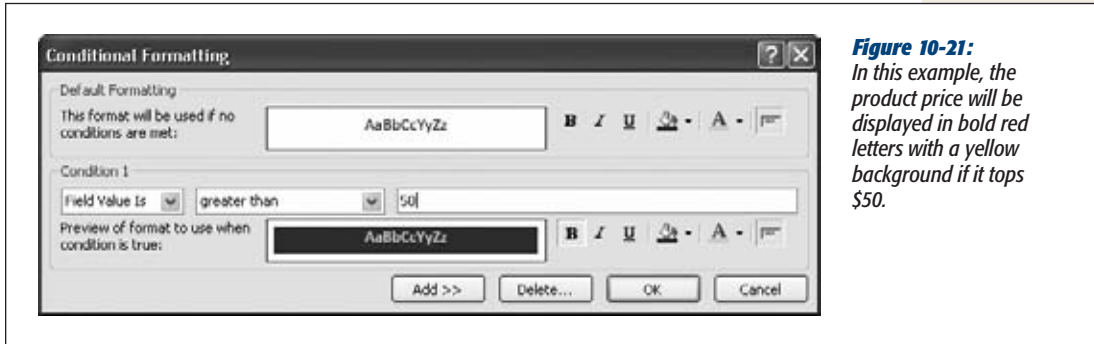 Conditional Formatting
Default Formatting
This format will be used if no
conditions are met:
AaBbCcYyZz
B I U A
Condition 1
Field Value Is
greater than
50
Preview of format to use when
condition is true:
AaBbCcYyZz
B I U A
Add >>
Delete...
OK
Cancel
Figure 10-21:
In this example, the
product price will be
displayed in bold red
letters with a yellow
background if it tops
$50.